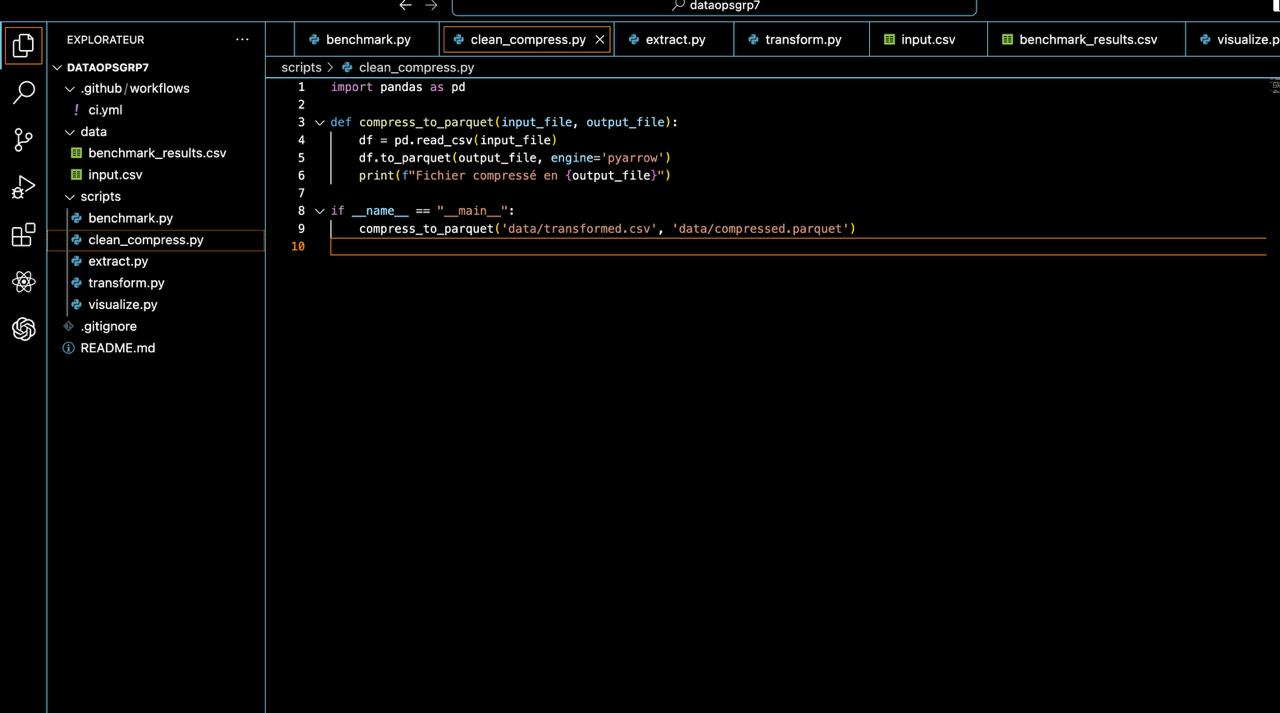 dataopsgrp7
EXPLORATEUR
DATAOPSGRP7
.github/workflows
! ci.yml
data
benchmark_results.csv
input.csv
scripts
benchmark.py
clean_compress.py
extract.py
transform.py
visualize.py
.gitignore
README.md
benchmark.py
clean_compress.py
extract.py
transform.py
input.csv
benchmark_results.csv
visualize.p
scripts > clean_compress.py
1 import pandas as pd
2
3 def compress_to_parquet(input_file, output_file):
4 df = pd.read_csv(input_file)
5 df.to_parquet(output_file, engine='pyarrow')
6 print(f"Fichier compressé en {output_file}")
7
8 if __name__ == "__main__":
9 compress_to_parquet('data/transformed.csv', 'data/compressed.parquet')
10